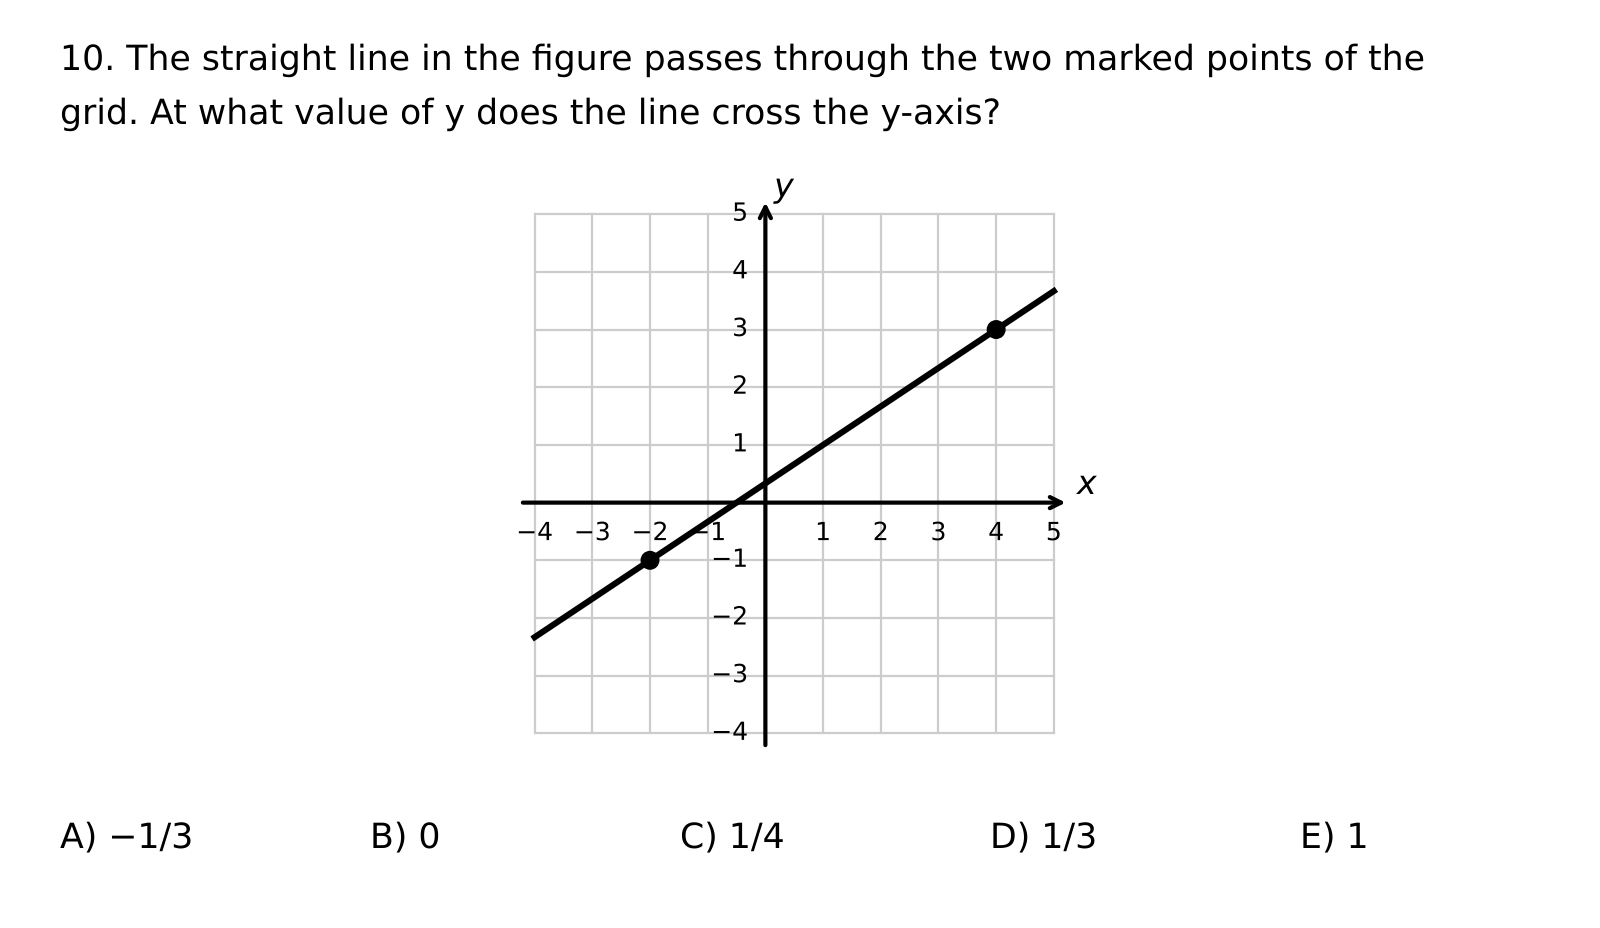 10. The straight line in the figure passes through the two marked points of the
grid. At what value of y does the line cross the y-axis?
y
5
4
3
2
1
x
−4 −3 −2 −1 1 2 3 4 5
−1
−2
−3
−4
A) −1/3 B) 0 C) 1/4 D) 1/3 E) 1